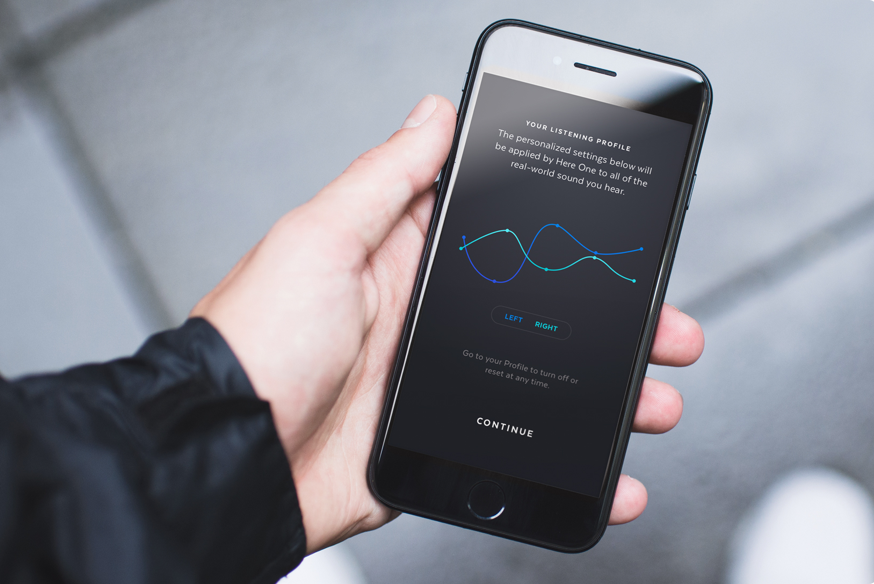 YOUR LISTENING PROFILE
The personalized settings below will
be applied by Here One to all of the
real-world sound you hear.
LEFT RIGHT
Go to your Profile to turn off or
reset at any time.
CONTINUE